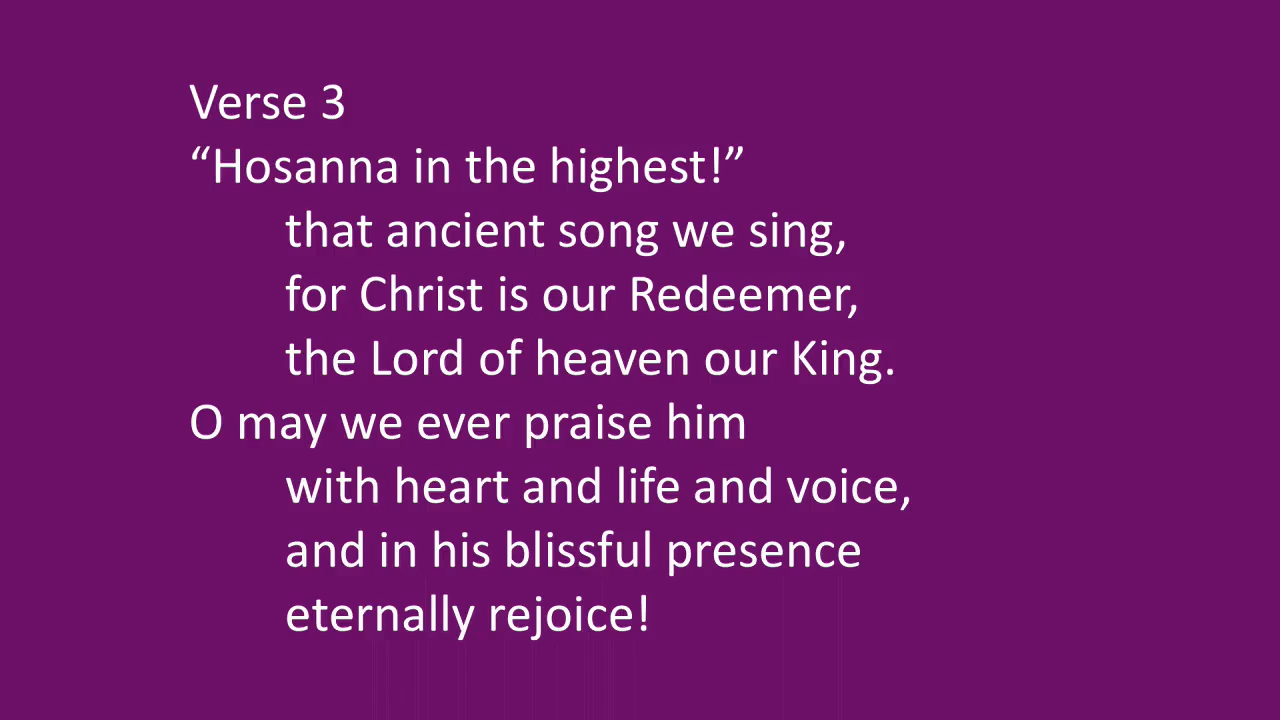 Verse 3
“Hosanna in the highest!”
that ancient song we sing,
for Christ is our Redeemer,
the Lord of heaven our King.
O may we ever praise him
with heart and life and voice,
and in his blissful presence
eternally rejoice!